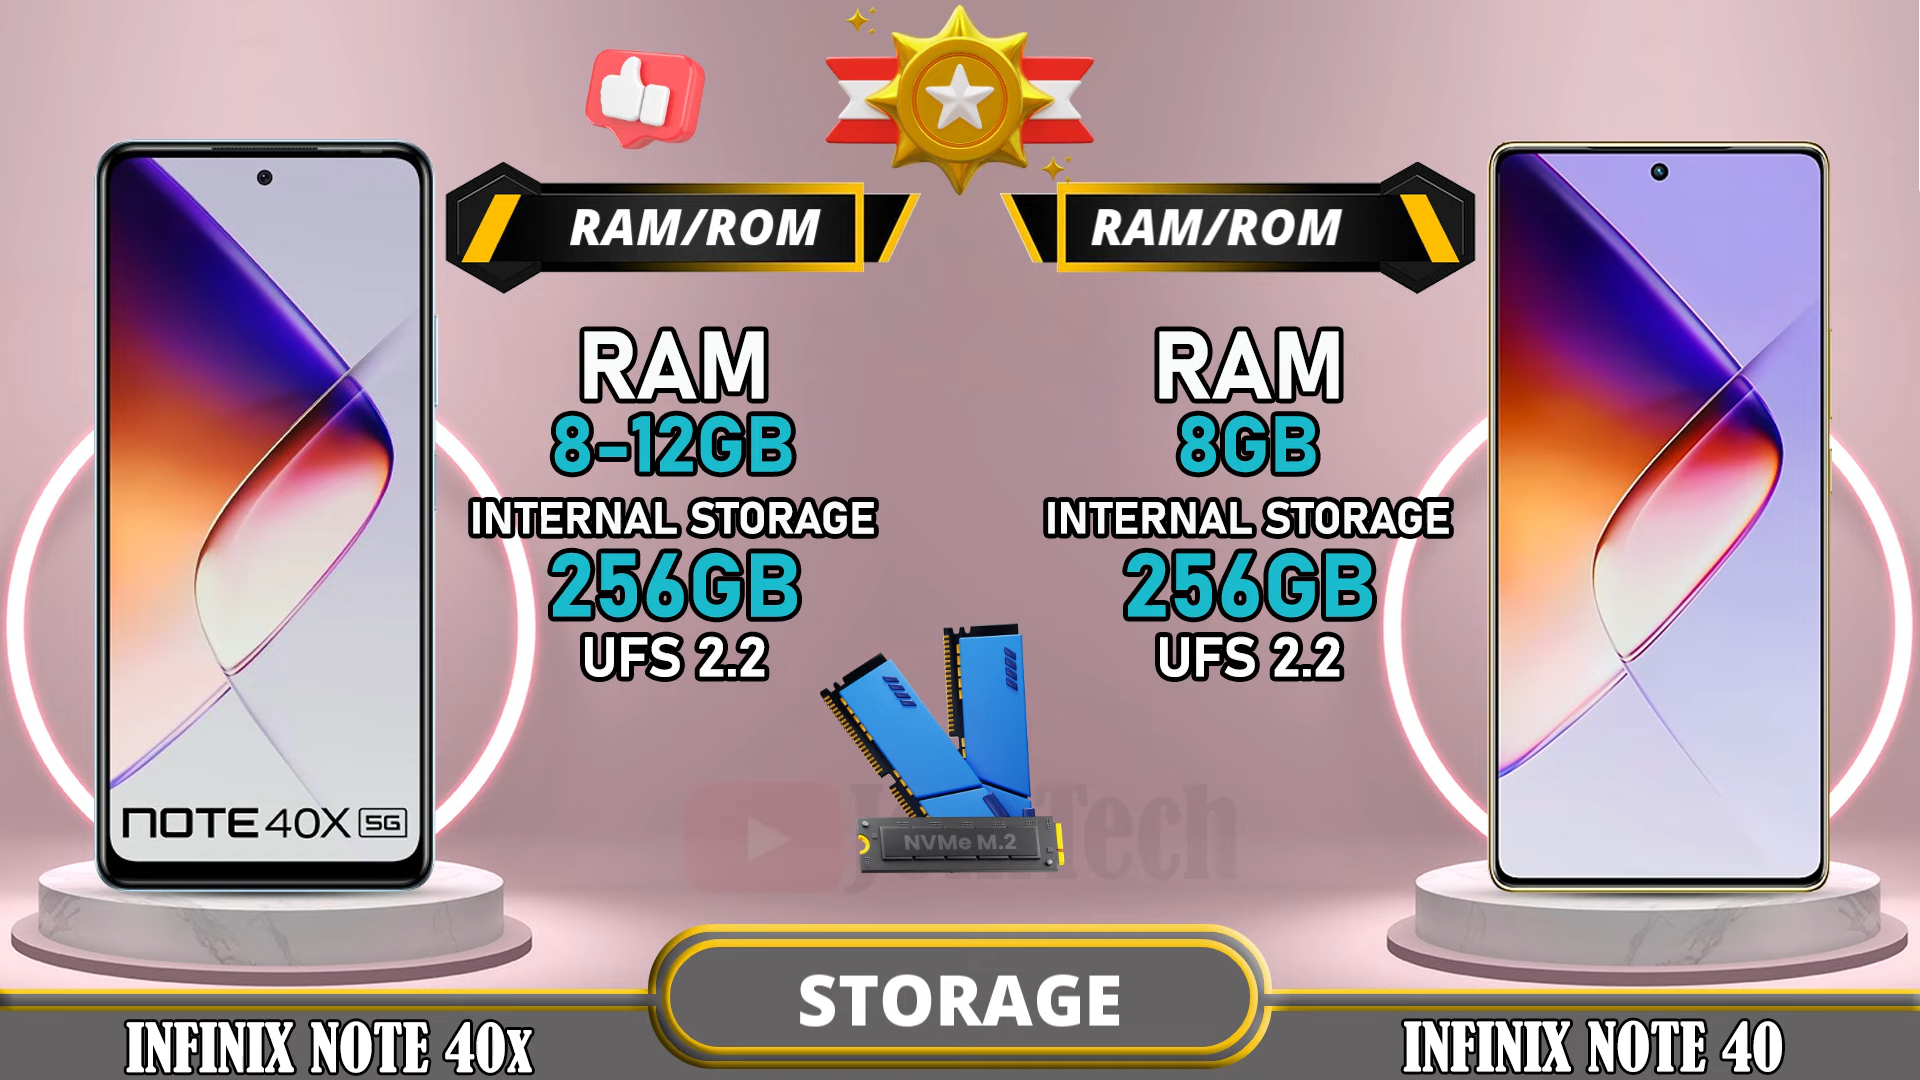 RAM/ROM
RAM/ROM
RAM
8-12GB
INTERNAL STORAGE
256GB
UFS 2.2
RAM
8GB
INTERNAL STORAGE
256GB
UFS 2.2
NOTE 40X 5G
NVMe M.2
Tech
STORAGE
INFINIX NOTE 40x
INFINIX NOTE 40